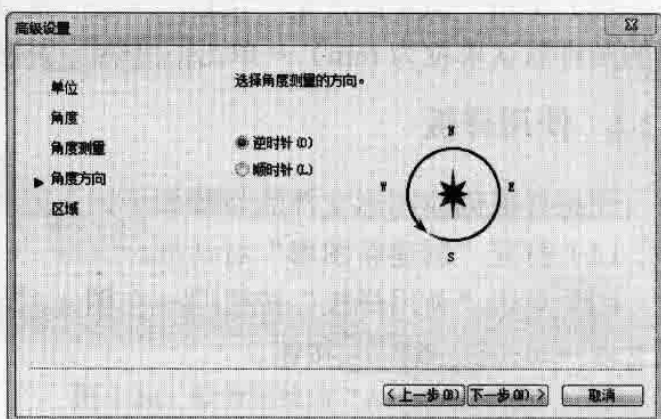 高级设置
单位
角度
角度测量
角度方向
区域
选择角度测量的方向。
逆时针(O)
顺时针(L)
N
W
E
S
<上一步(B)
下一步(N)>
取消